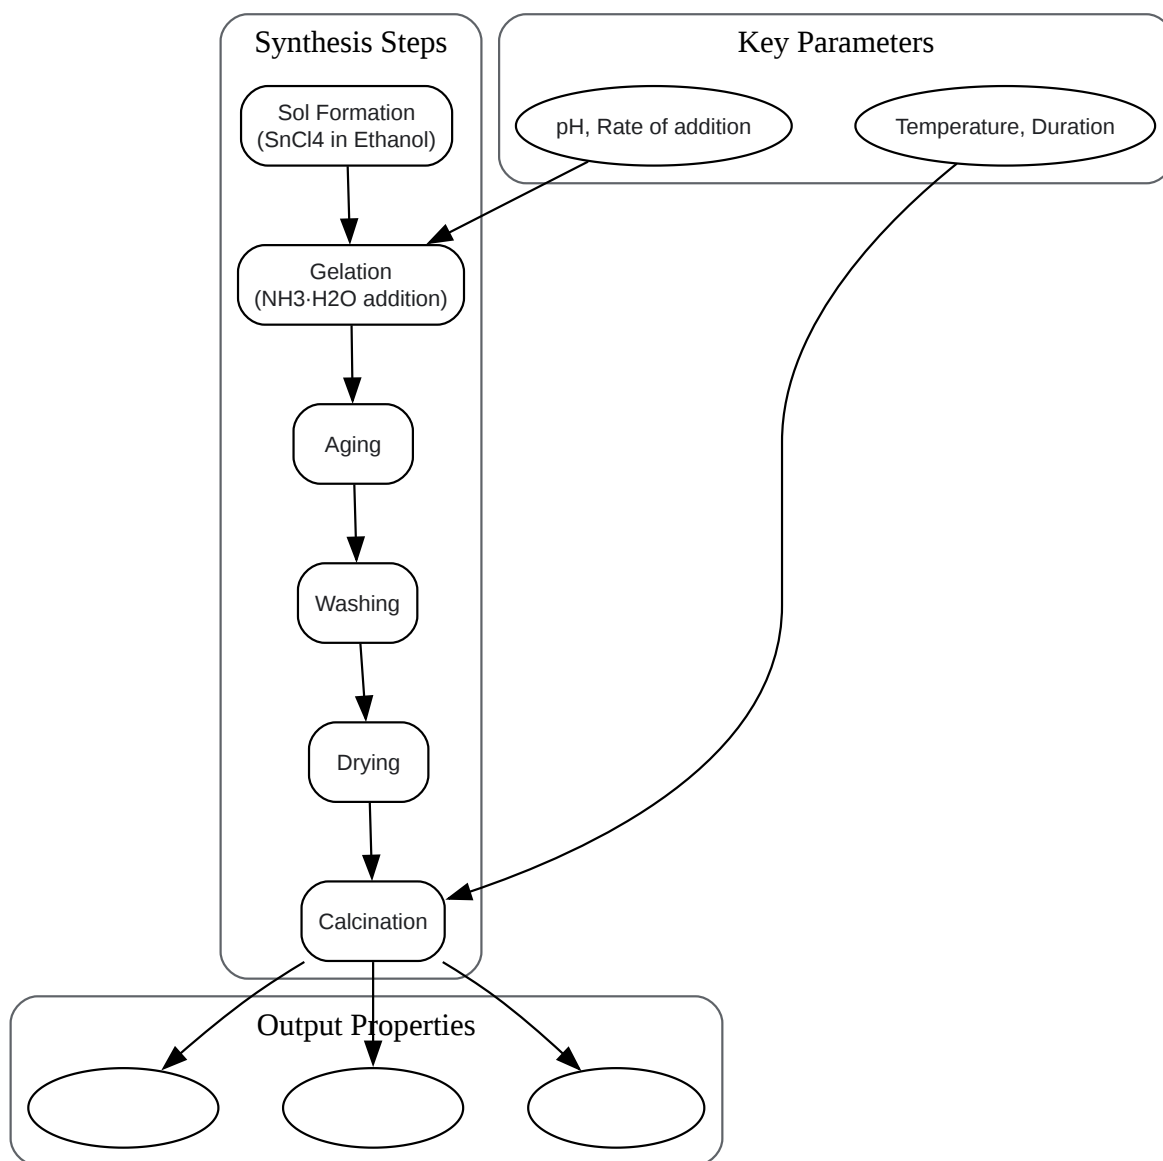 Synthesis Steps
Key Parameters
Sol Formation
(SnCl4 in Ethanol)
pH, Rate of addition
Temperature, Duration
Gelation
(NH3·H2O addition)
Aging
Washing
Drying
Calcination
Output Properties